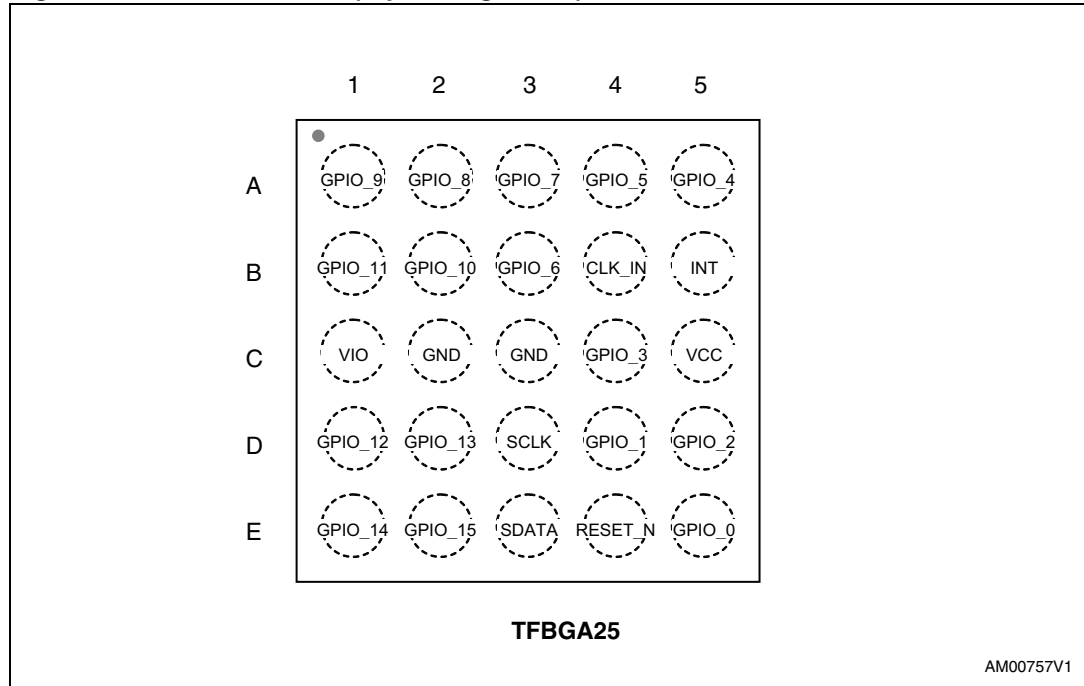 1 2 3 4 5
A GPIO_9 GPIO_8 GPIO_7 GPIO_5 GPIO_4
B GPIO_11 GPIO_10 GPIO_6 CLK_IN INT
C VIO GND GND GPIO_3 VCC
D GPIO_12 GPIO_13 SCLK GPIO_1 GPIO_2
E GPIO_14 GPIO_15 SDATA RESET_N GPIO_0
TFBGA25
AM00757V1